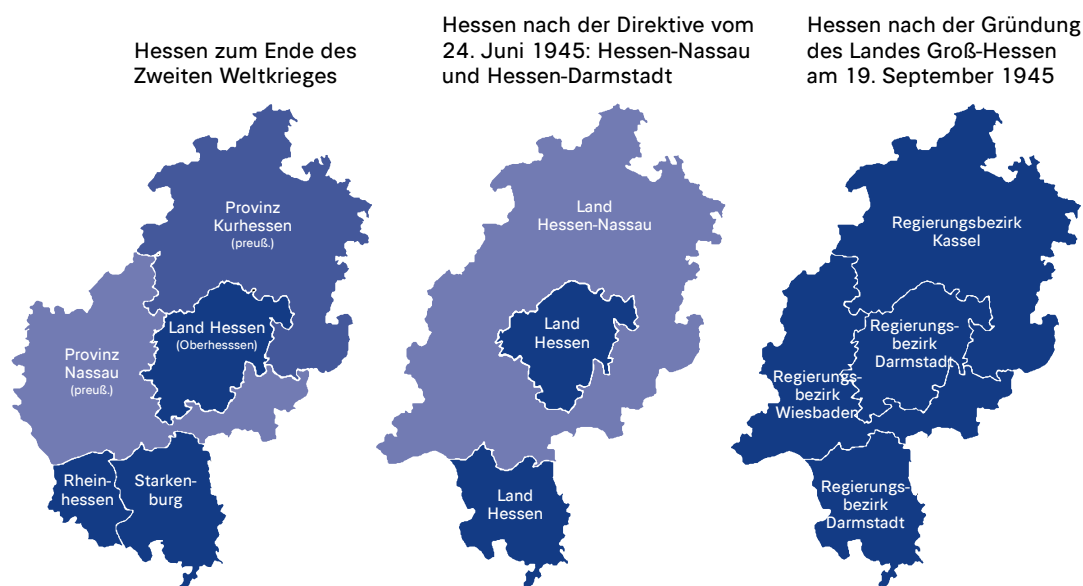 Hessen zum Ende des
Zweiten Weltkrieges
Provinz
Kurhessen
(preuß.)
Land Hessen
(Oberhesssen)
Provinz
Nassau
(preuß.)
Rhein-
hessen
Starken-
burg
Hessen nach der Direktive vom
24. Juni 1945: Hessen-Nassau
und Hessen-Darmstadt
Land
Hessen-Nassau
Land
Hessen
Land
Hessen
Hessen nach der Gründung
des Landes Groß-Hessen
am 19. September 1945
Regierungsbezirk
Kassel
Regierungs-
bezirk
Darmstadt
Regierungs-
bezirk
Wiesbaden
Regierungs-
bezirk
Darmstadt